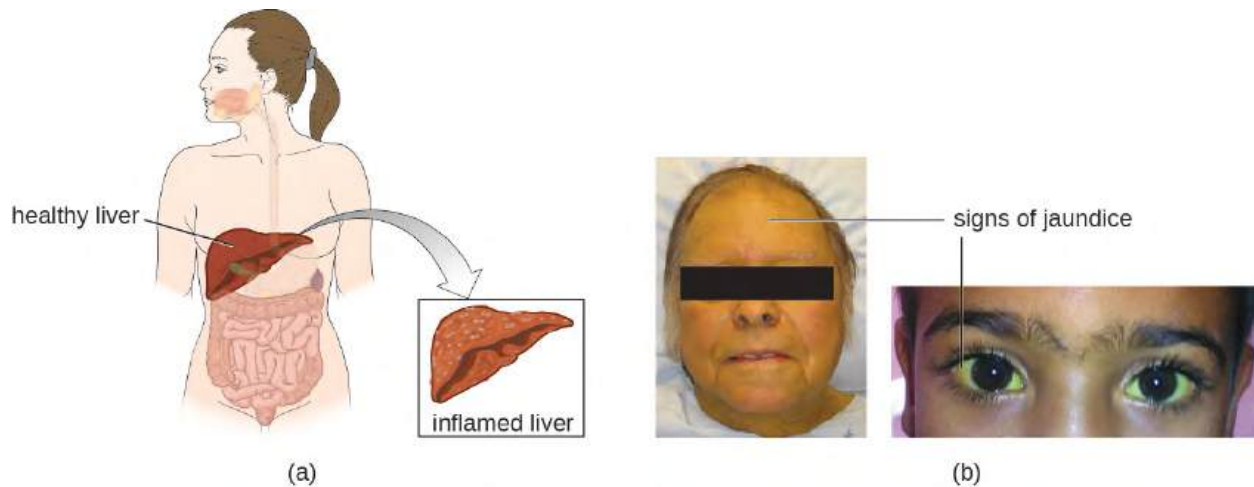 healthy liver
inflamed liver
(a)
signs of jaundice
(b)